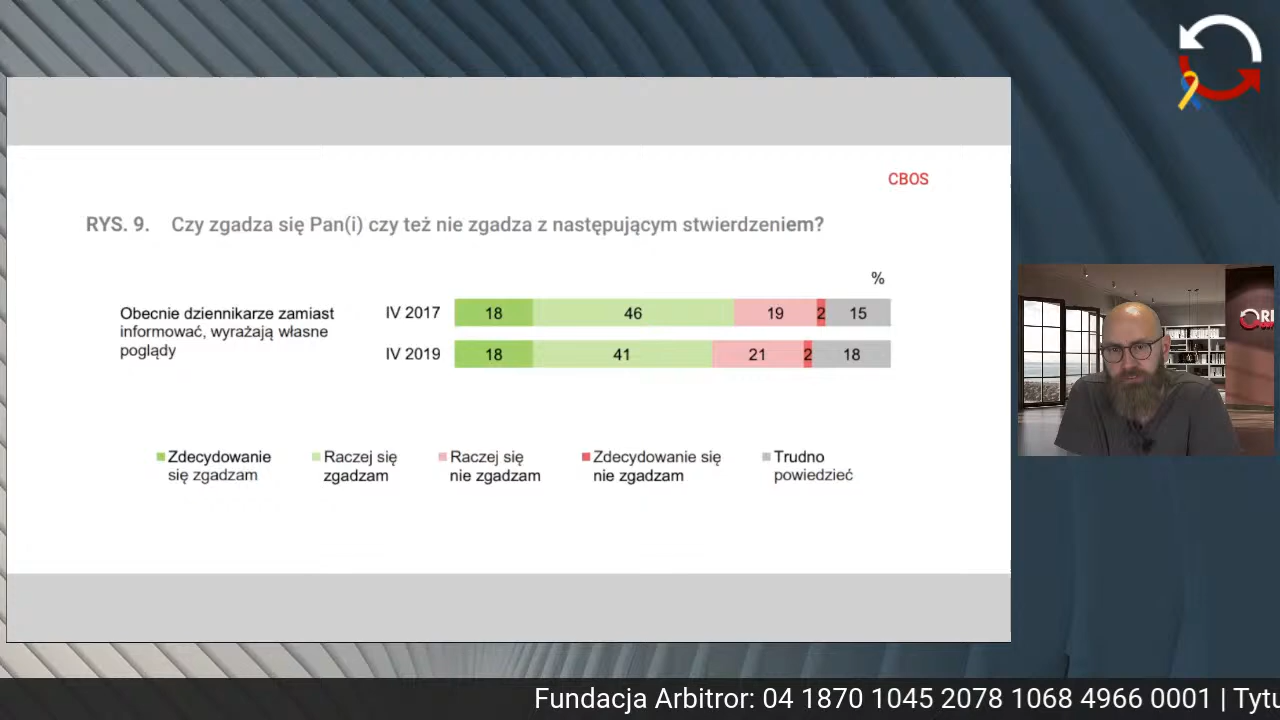 CBOS
RYS. 9. Czy zgadza się Pan(i) czy też nie zgadza z następującym stwierdzeniem?
%
Obecnie dziennikarze zamiast
informować, wyrażają własne
poglądy
IV 2017 18 46 19 2 15
IV 2019 18 41 21 2 18
Zdecydowanie
się zgadzam
Raczej się
zgadzam
Raczej się
nie zgadzam
Zdecydowanie się
nie zgadzam
Trudno
powiedzieć
Fundacja Arbitror: 04 1870 1045 2078 1068 4966 0001 | Tytu